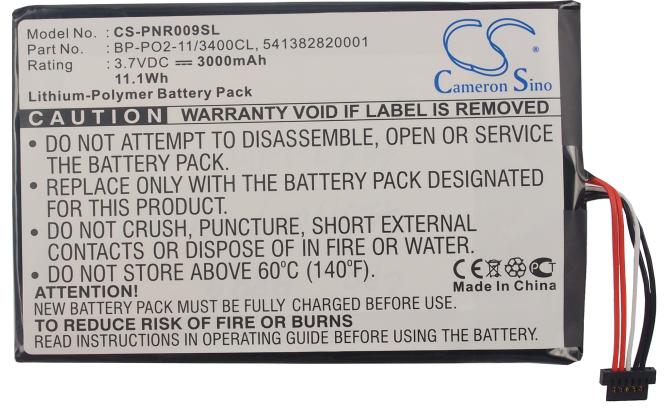 Model No. : CS-PNR009SL
Part No. : BP-PO2-11/3400CL, 541382820001
Rating : 3.7VDC ⎓ 3000mAh
11.1Wh
Lithium-Polymer Battery Pack
CS
Cameron Sino
CAUTION WARRANTY VOID IF LABEL IS REMOVED
• DO NOT ATTEMPT TO DISASSEMBLE, OPEN OR SERVICE
THE BATTERY PACK.
• REPLACE ONLY WITH THE BATTERY PACK DESIGNATED
FOR THIS PRODUCT.
• DO NOT CRUSH, PUNCTURE, SHORT EXTERNAL
CONTACTS OR DISPOSE OF IN FIRE OR WATER.
• DO NOT STORE ABOVE 60°C (140°F).
CE PCT
Made In China
ATTENTION!
NEW BATTERY PACK MUST BE FULLY CHARGED BEFORE USE
TO REDUCE RISK OF FIRE OR BURNS
READ INSTRUCTIONS IN OPERATING GUIDE BEFORE USING BATTERY.